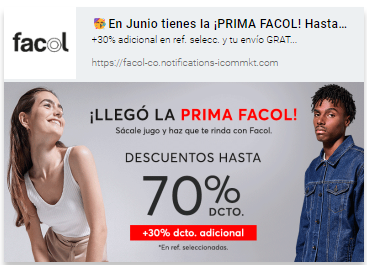 facol
En Junio tienes la ¡PRIMA FACOL! Hasta...
+30% adicional en ref. selecc. y tu envío GRAT...
https://facol-co.notifications-icommkt.com
¡LLEGÓ LA PRIMA FACOL!
Sácale jugo y haz que te rinda con Facol.
DESCUENTOS HASTA
70%
DCTO.
+30% dcto. adicional
*En ref. seleccionadas.